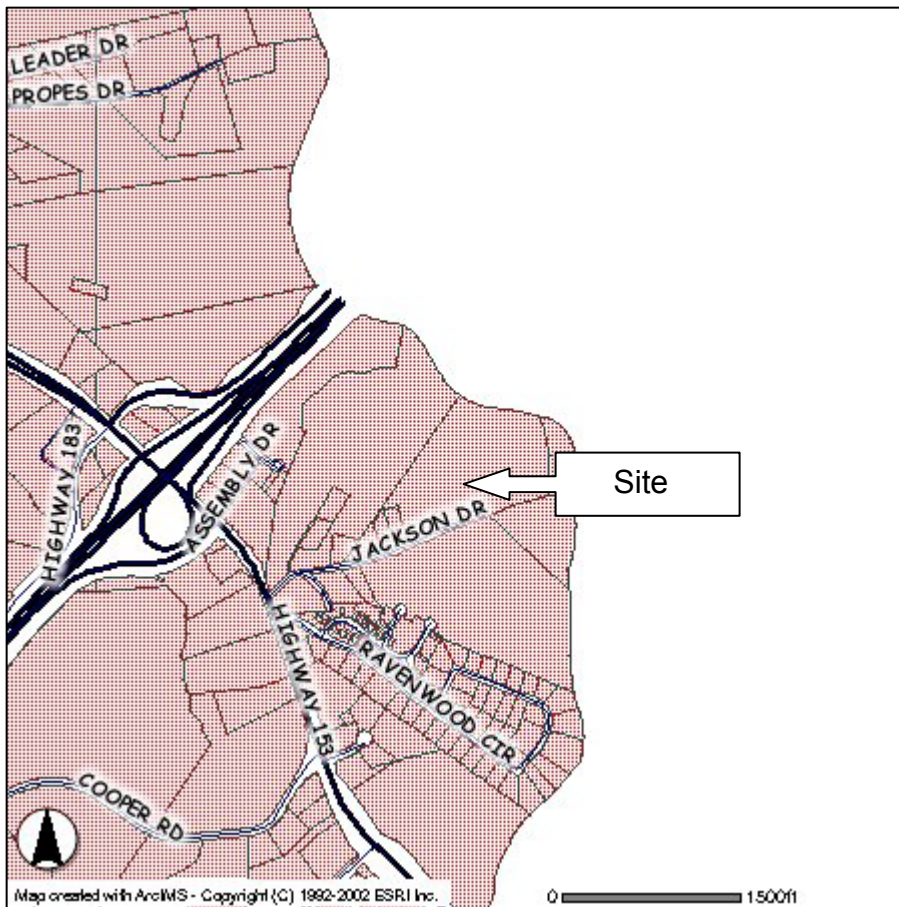 LEADER DR
PROPES DR
HIGHWAY 183
ASSEMBLY DR
Site
JACKSON DR
HIGHWAY 153
RAVENWOOD CIR
COOPER RD
Map created with ArcIMS - Copyright (C) 1992-2002 ESRI Inc.
0 1500ft